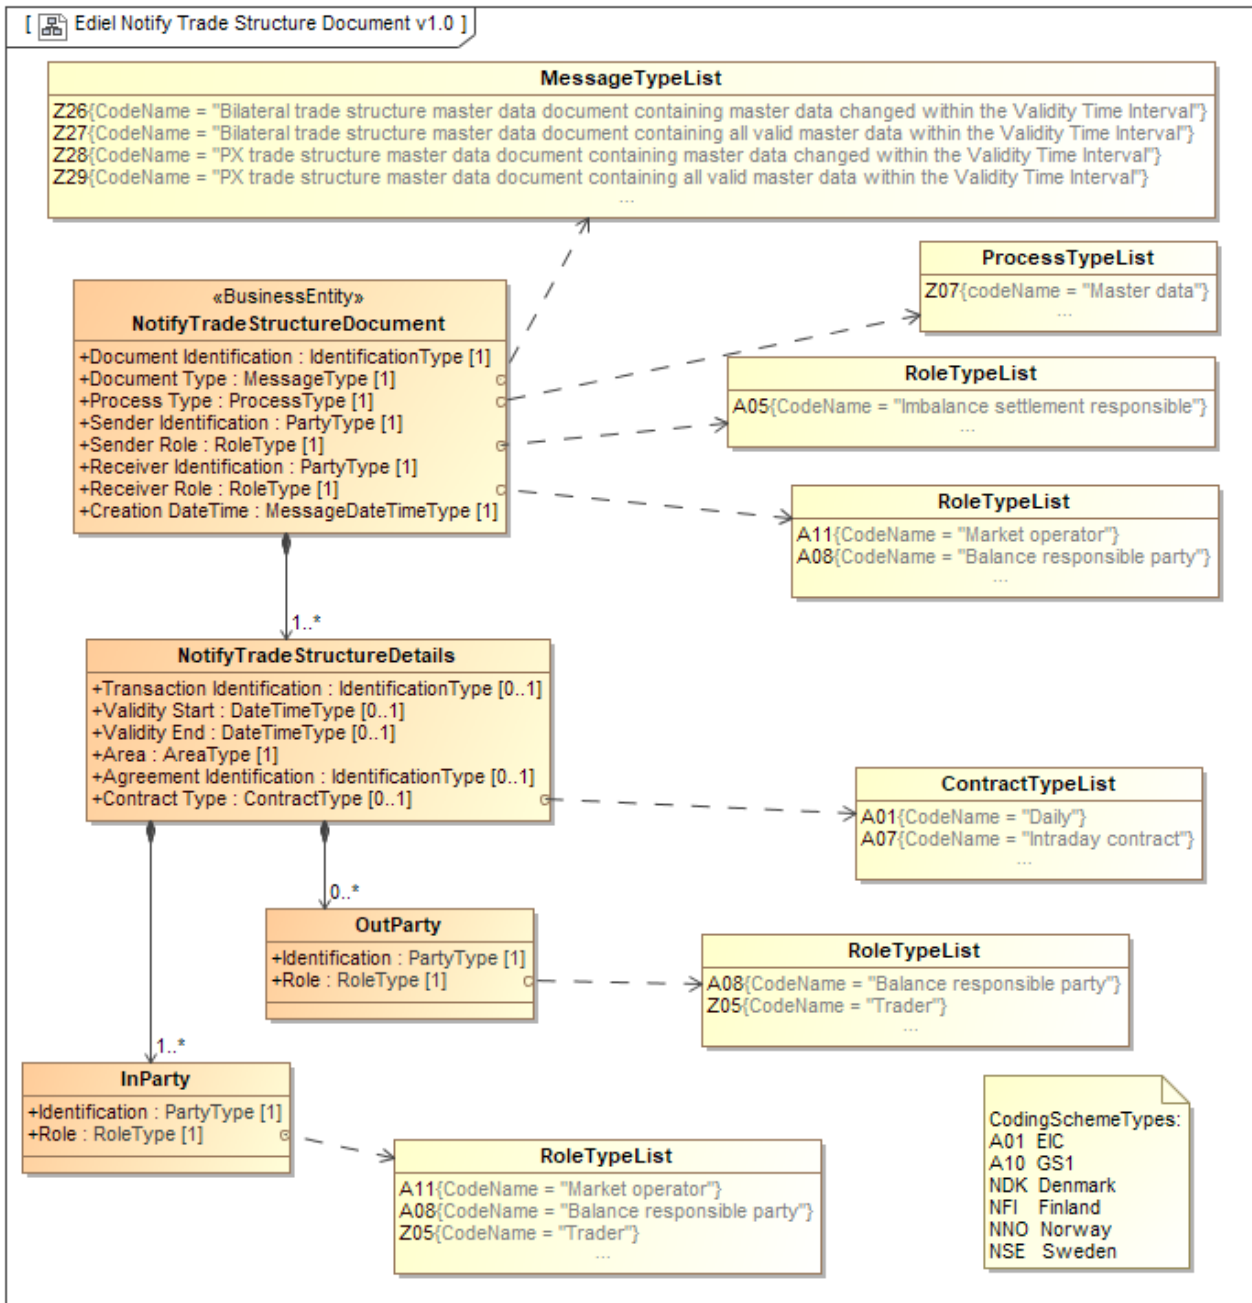 [ Ediel Notify Trade Structure Document v1.0 ]
MessageTypeList
Z26{CodeName = "Bilateral trade structure master data document containing master data changed within the Validity Time Interval"}
Z27{CodeName = "Bilateral trade structure master data document containing all valid master data within the Validity Time Interval"}
Z28{CodeName = "PX trade structure master data document containing master data changed within the Validity Time Interval"}
Z29{CodeName = "PX trade structure master data document containing all valid master data within the Validity Time Interval"}
...
ProcessTypeList
Z07{codeName = "Master data"}
...
«BusinessEntity»
NotifyTradeStructureDocument
+Document Identification : IdentificationType [1]
+Document Type : MessageType [1]
+Process Type : ProcessType [1]
+Sender Identification : PartyType [1]
+Sender Role : RoleType [1]
+Receiver Identification : PartyType [1]
+Receiver Role : RoleType [1]
+Creation DateTime : MessageDateTimeType [1]
RoleTypeList
A05{CodeName = "Imbalance settlement responsible"}
...
RoleTypeList
A11{CodeName = "Market operator"}
A08{CodeName = "Balance responsible party"}
...
1..*
NotifyTradeStructureDetails
+Transaction Identification : IdentificationType [0..1]
+Validity Start : DateTimeType [0..1]
+Validity End : DateTimeType [0..1]
+Area : AreaType [1]
+Agreement Identification : IdentificationType [0..1]
+Contract Type : ContractType [0..1]
ContractTypeList
A01{CodeName = "Daily"}
A07{CodeName = "Intraday contract"}
...
0..*
OutParty
+Identification : PartyType [1]
+Role : RoleType [1]
RoleTypeList
A08{CodeName = "Balance responsible party"}
Z05{CodeName = "Trader"}
...
1..*
InParty
+Identification : PartyType [1]
+Role : RoleType [1]
RoleTypeList
A11{CodeName = "Market operator"}
A08{CodeName = "Balance responsible party"}
Z05{CodeName = "Trader"}
...
CodingSchemeTypes:
A01 EIC
A10 GS1
NDK Denmark
NFI Finland
NNO Norway
NSE Sweden